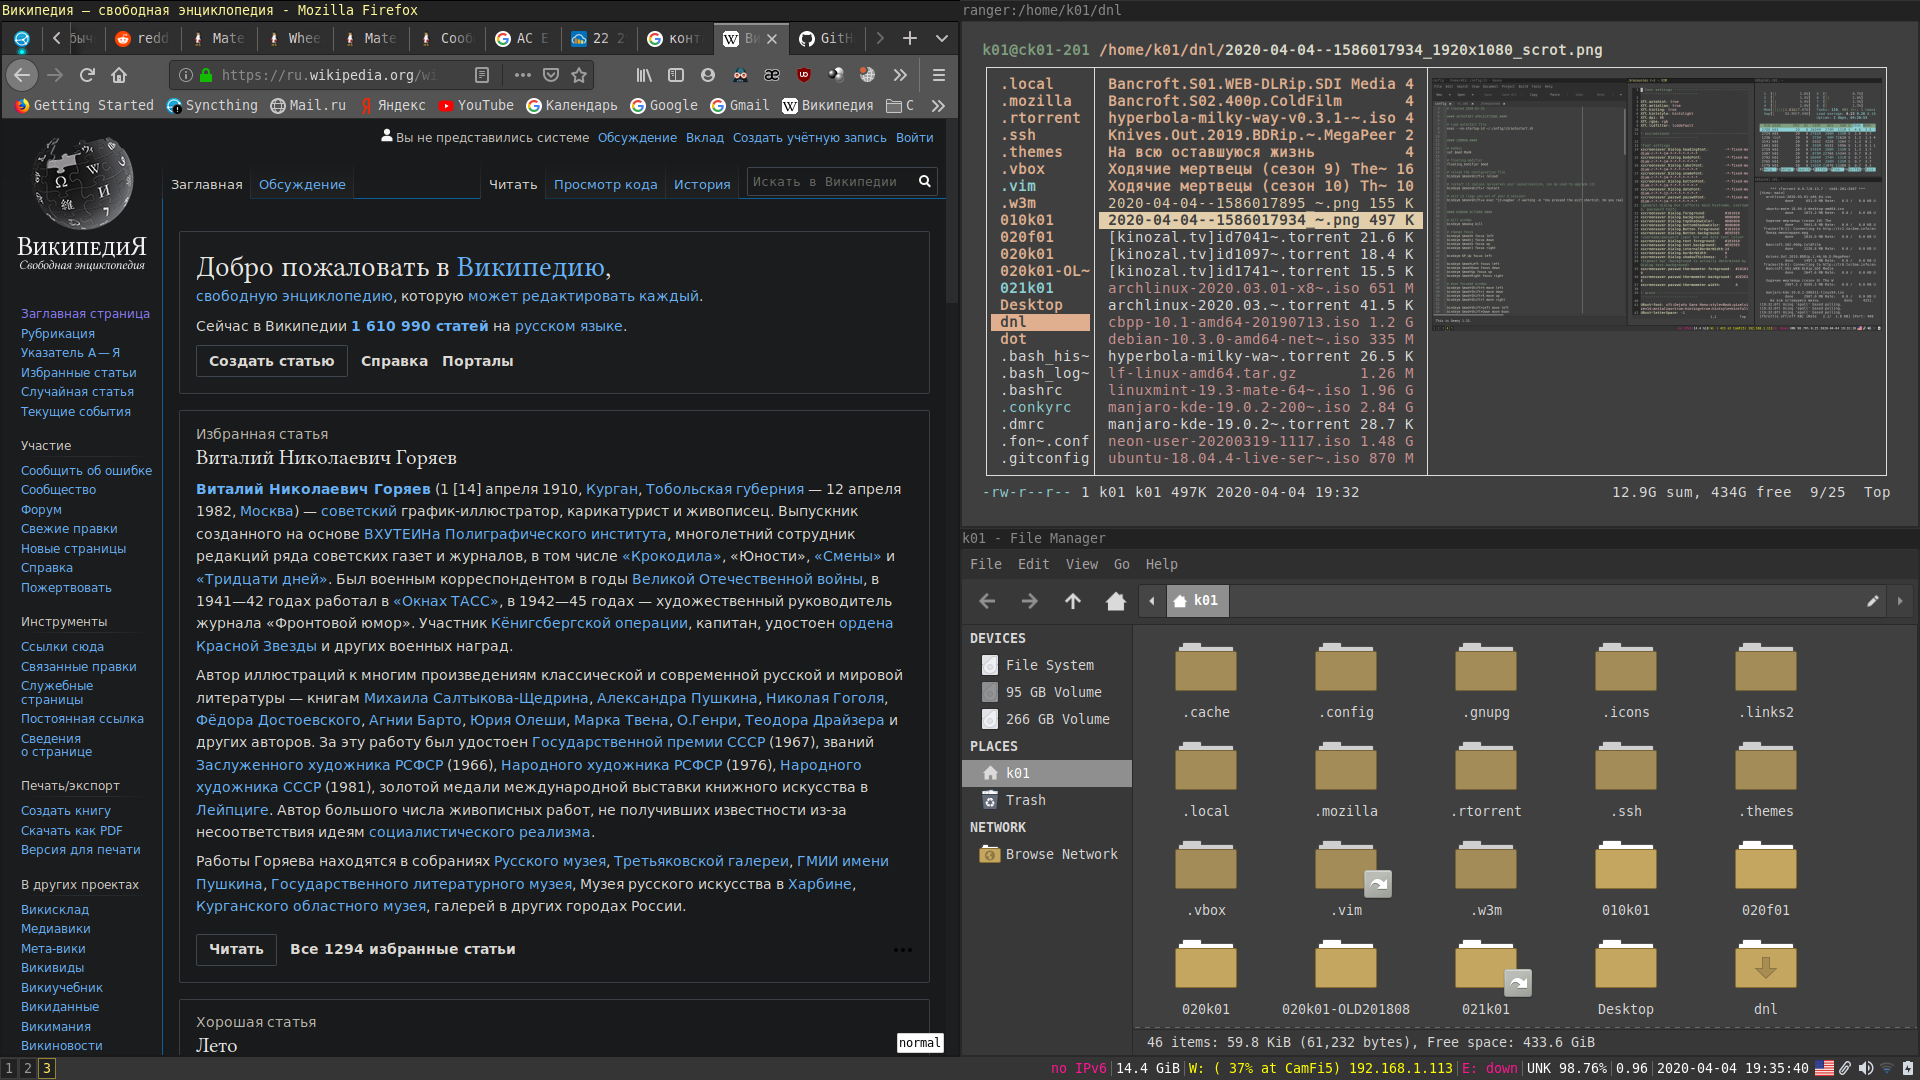 Википедия — свободная энциклопедия - Mozilla Firefox
redd
Mate
Whee
Mate
Сооб
AC E
22 2
конт
Ви
GitH
https://ru.wikipedia.org/wi
Getting Started
Syncthing
Mail.ru
Яндекс
YouTube
Календарь
Google
Gmail
Википедия
С
Вы не представились системе Обсуждение Вклад Создать учётную запись Войти
Заглавная Обсуждение Читать Просмотр кода История Искать в Википедии
ВикипедиЯ
Свободная энциклопедия
Заглавная страница
Рубрикация
Указатель А — Я
Избранные статьи
Случайная статья
Текущие события
Участие
Сообщить об ошибке
Сообщество
Форум
Свежие правки
Новые страницы
Справка
Пожертвовать
Инструменты
Ссылки сюда
Связанные правки
Служебные
страницы
Постоянная ссылка
Сведения
о странице
Печать/экспорт
Создать книгу
Скачать как PDF
Версия для печати
В других проектах
Викисклад
Медиавики
Мета-вики
Викивиды
Викиучебник
Викиданные
Викимания
Викиновости
Добро пожаловать в Википедию,
свободную энциклопедию, которую может редактировать каждый.
Сейчас в Википедии 1 610 990 статей на русском языке.
Создать статью Справка Порталы
Избранная статья
Виталий Николаевич Горяев
Виталий Николаевич Горяев (1 [14] апреля 1910, Курган, Тобольская губерния — 12 апреля
1982, Москва) — советский график-иллюстратор, карикатурист и живописец. Выпускник
созданного на основе ВХУТЕИНа Полиграфического института, многолетний сотрудник
редакций ряда советских газет и журналов, в том числе «Крокодила», «Юности», «Смены» и
«Тридцати дней». Был военным корреспондентом в годы Великой Отечественной войны, в
1941—42 годах работал в «Окнах ТАСС», в 1942—45 годах — художественный руководитель
журнала «Фронтовой юмор». Участник Кёнигсбергской операции, капитан, удостоен ордена
Красной Звезды и других военных наград.
Автор иллюстраций к многим произведениям классической и современной русской и мировой
литературы — книгам Михаила Салтыкова-Щедрина, Александра Пушкина, Николая Гоголя,
Фёдора Достоевского, Агнии Барто, Юрия Олеши, Марка Твена, О.Генри, Теодора Драйзера и
других авторов. За эту работу был удостоен Государственной премии СССР (1967), званий
Заслуженного художника РСФСР (1966), Народного художника РСФСР (1976), Народного
художника СССР (1981), золотой медали международной выставки книжного искусства в
Лейпциге. Автор большого числа живописных работ, не получивших известности из-за
несоответствия идеям социалистического реализма.
Работы Горяева находятся в собраниях Русского музея, Третьяковской галереи, ГМИИ имени
Пушкина, Государственного литературного музея, Музея русского искусства в Харбине,
Курганского областного музея, галерей в других городах России.
Читать Все 1294 избранные статьи
Хорошая статья
Лето
normal
ranger:/home/k01/dnl
k01@ck01-201 /home/k01/dnl/2020-04-04--1586017934_1920x1080_scrot.png
.local
.mozilla
.rtorrent
.ssh
.themes
.vbox
.vim
.w3m
010k01
020f01
020k01
020k01-OL~
021k01
Desktop
dnl
dot
.bash_his~
.bash_log~
.bashrc
.conkyrc
.dmrc
.fon~.conf
.gitconfig
Bancroft.S01.WEB-DLRip.SDI Media 4
Bancroft.S02.400p.ColdFilm 4
hyperbola-milky-way-v0.3.1-~.iso 4
Knives.Out.2019.BDRip.~.MegaPeer 2
На всю оставшуюся жизнь 4
Ходячие мертвецы (сезон 9) The~ 16
Ходячие мертвецы (сезон 10) Th~ 10
2020-04-04--1586017895_~.png 155 K
2020-04-04--1586017934_~.png 497 K
[kinozal.tv]id7041~.torrent 21.6 K
[kinozal.tv]id1097~.torrent 18.4 K
[kinozal.tv]id1741~.torrent 15.5 K
archlinux-2020.03.01-x8~.iso 651 M
archlinux-2020.03.~.torrent 41.5 K
cbpp-10.1-amd64-20190713.iso 1.2 G
debian-10.3.0-amd64-net~.iso 335 M
hyperbola-milky-wa~.torrent 26.5 K
lf-linux-amd64.tar.gz 1.26 M
linuxmint-19.3-mate-64~.iso 1.96 G
manjaro-kde-19.0.2-200~.iso 2.84 G
manjaro-kde-19.0.2~.torrent 28.7 K
neon-user-20200319-1117.iso 1.48 G
ubuntu-18.04.4-live-ser~.iso 870 M
-rw-r--r-- 1 k01 k01 497K 2020-04-04 19:32 12.9G sum, 434G free 9/25 Top
k01 - File Manager
File Edit View Go Help
k01
DEVICES
File System
95 GB Volume
266 GB Volume
PLACES
k01
Trash
NETWORK
Browse Network
.cache .config .gnupg .icons .links2
.local .mozilla .rtorrent .ssh .themes
.vbox .vim .w3m 010k01 020f01
020k01 020k01-OLD201808 021k01 Desktop dnl
46 items: 59.8 KiB (61,232 bytes), Free space: 433.6 GiB
1 2 3
no IPv6 | 14.4 GiB | W: ( 37% at CamFi5) 192.168.1.113 | E: down | UNK 98.76% | 0.96 | 2020-04-04 19:35:40